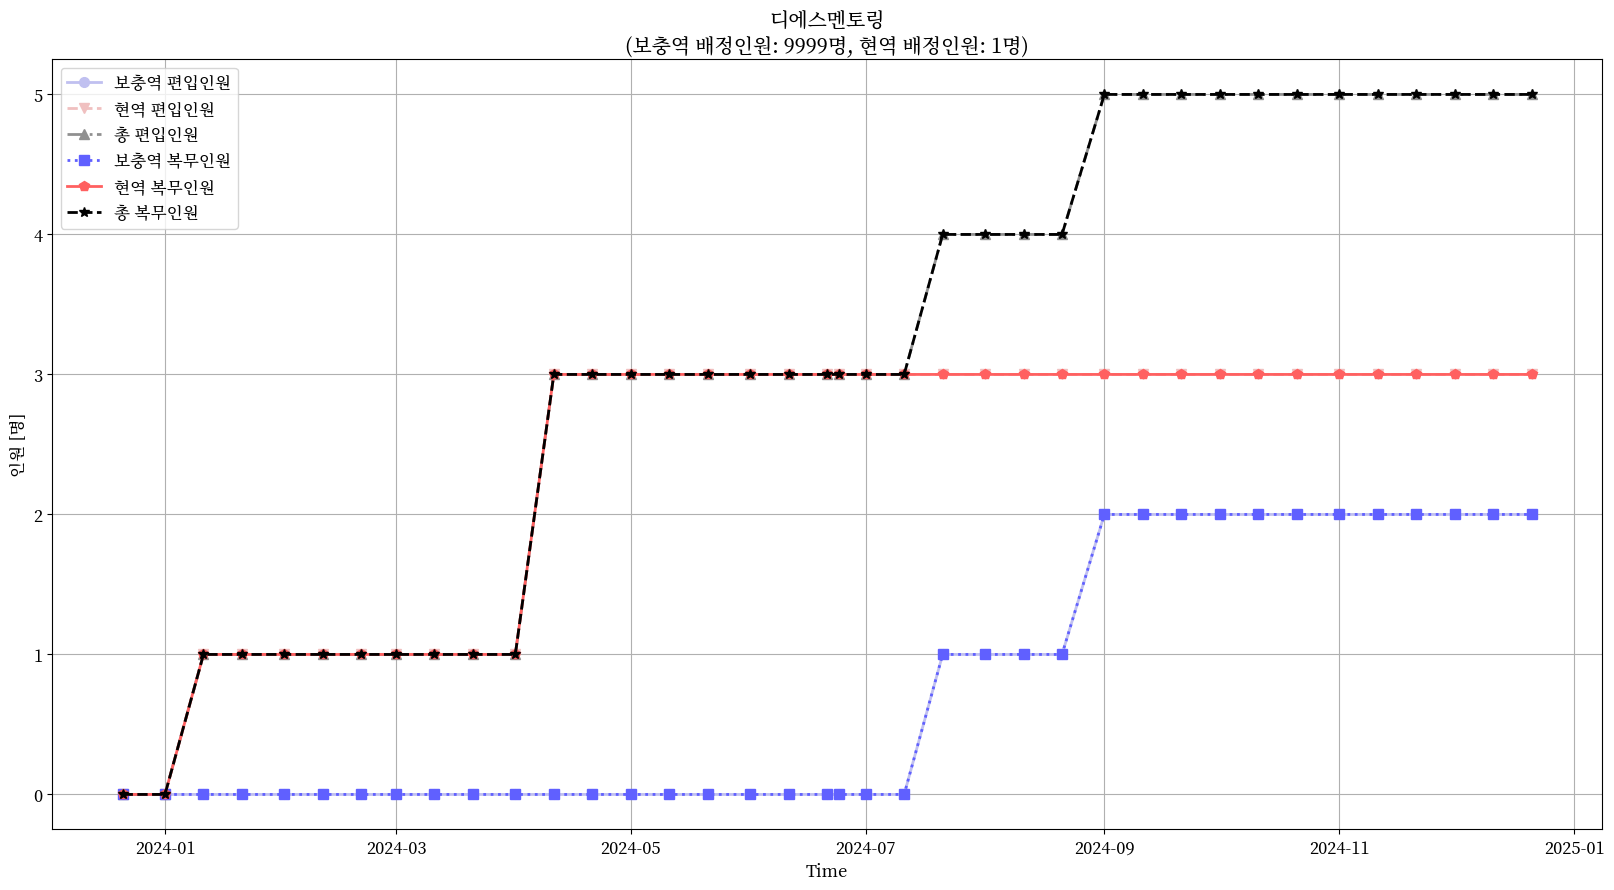 디에스멘토링
(보충역 배정인원: 9999명, 현역 배정인원: 1명)
보충역 편입인원
현역 편입인원
총 편입인원
보충역 복무인원
현역 복무인원
총 복무인원
5
4
3
2
1
0
인원 [명]
2024-01
2024-03
2024-05
2024-07
2024-09
2024-11
2025-01
Time